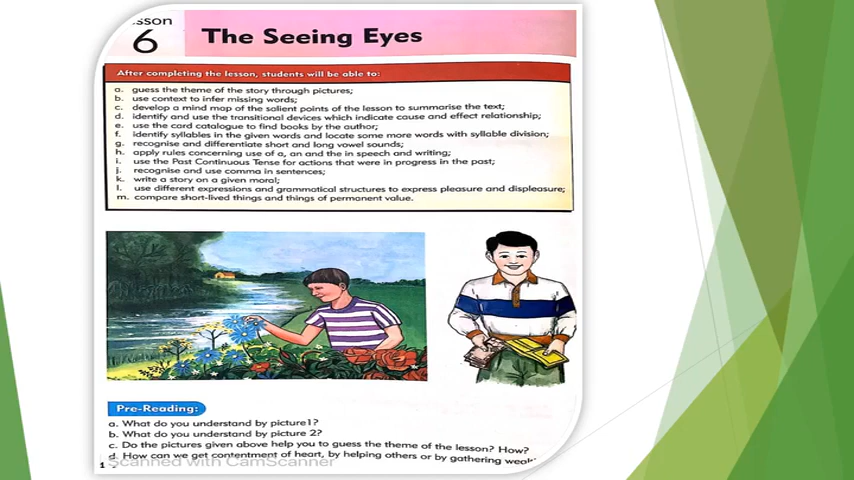 sson
6
The Seeing Eyes
After completing the lesson, students will be able to:
a. guess the theme of the story through pictures;
b. use context to infer missing words;
c. develop a mind map of the salient points of the lesson to summarise the text;
d. identify and use the transitional devices which indicate cause and effect relationship;
e. use the card catalogue to find books by the author;
f. identify syllables in the given words and locate some more words with syllable division;
g. recognise and differentiate short and long vowel sounds;
h. apply rules concerning use of a, an and the in speech and writing;
i. use the Past Continuous Tense for actions that were in progress in the past;
j. recognise and use comma in sentences;
k. write a story on a given moral;
l. use different expressions and grammatical structures to express pleasure and displeasure;
m. compare short-lived things and things of permanent value.
Pre-Reading:
a. What do you understand by picture1?
b. What do you understand by picture 2?
c. Do the pictures given above help you to guess the theme of the lesson? How?
d. How can we get contentment of heart, by helping others or by gathering
1
Scanned with CamScanner